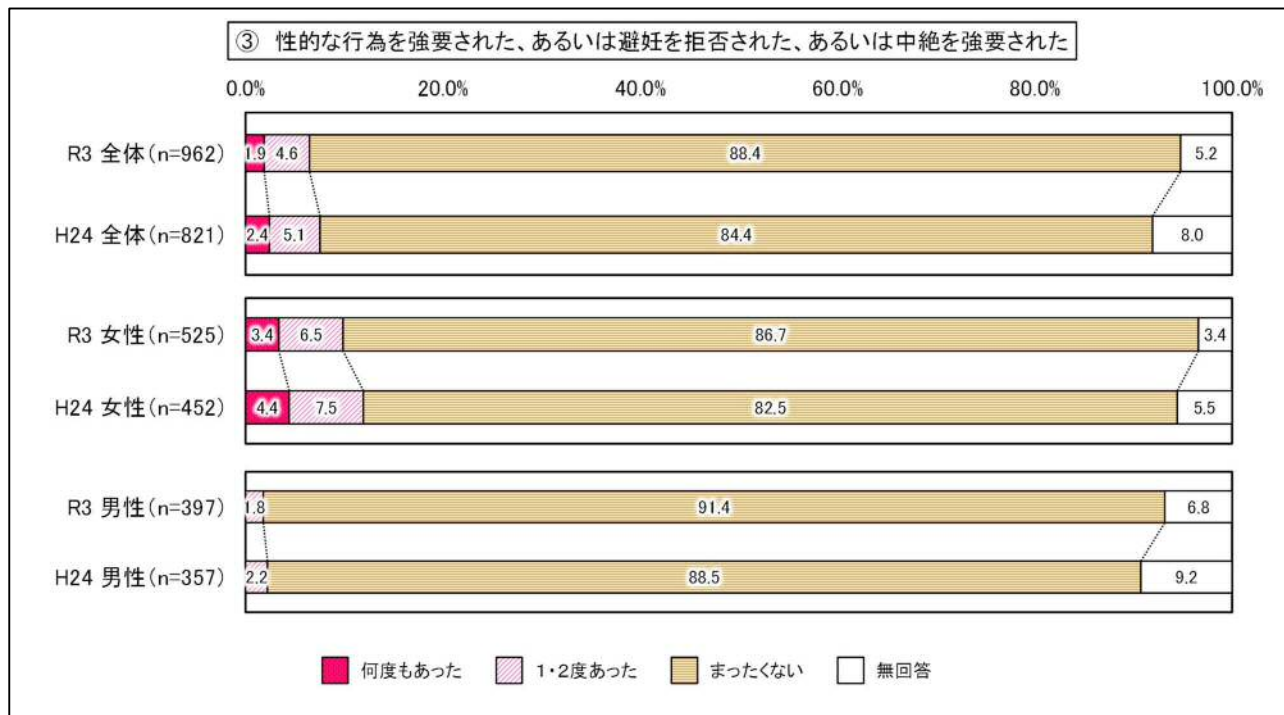 ③ 性的な行為を強要された、あるいは避妊を拒否された、あるいは中絶を強要された
0.0% 20.0% 40.0% 60.0% 80.0% 100.0%
R3 全体(n=962) 1.9 4.6 88.4 5.2
H24 全体(n=821) 2.4 5.1 84.4 8.0
R3 女性(n=525) 3.4 6.5 86.7 3.4
H24 女性(n=452) 4.4 7.5 82.5 5.5
R3 男性(n=397) 1.8 91.4 6.8
H24 男性(n=357) 2.2 88.5 9.2
何度もあった 1・2度あった まったくない 無回答